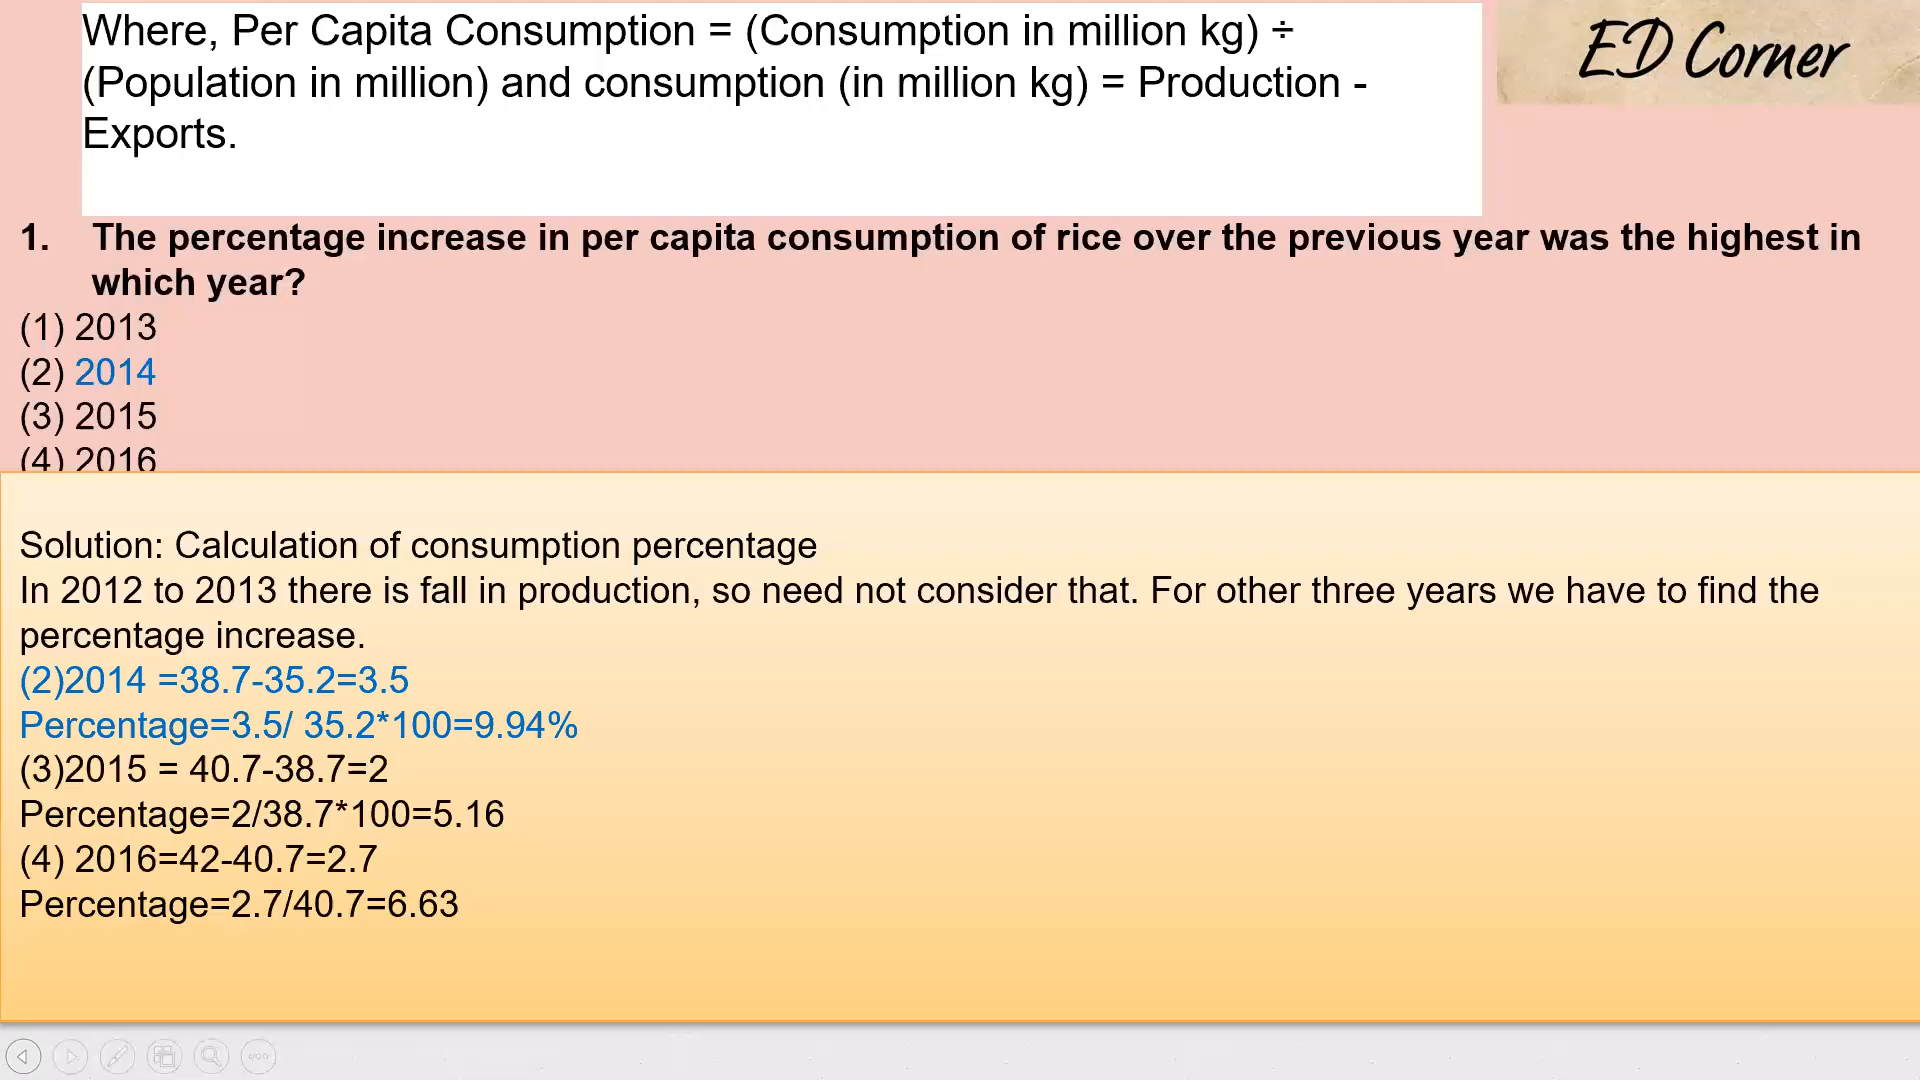 Where, Per Capita Consumption = (Consumption in million kg) ÷
(Population in million) and consumption (in million kg) = Production -
Exports.
ED Corner
1. The percentage increase in per capita consumption of rice over the previous year was the highest in
which year?
(1) 2013
(2) 2014
(3) 2015
(4) 2016
Solution: Calculation of consumption percentage
In 2012 to 2013 there is fall in production, so need not consider that. For other three years we have to find the
percentage increase.
(2)2014 =38.7-35.2=3.5
Percentage=3.5/ 35.2*100=9.94%
(3)2015 = 40.7-38.7=2
Percentage=2/38.7*100=5.16
(4) 2016=42-40.7=2.7
Percentage=2.7/40.7=6.63